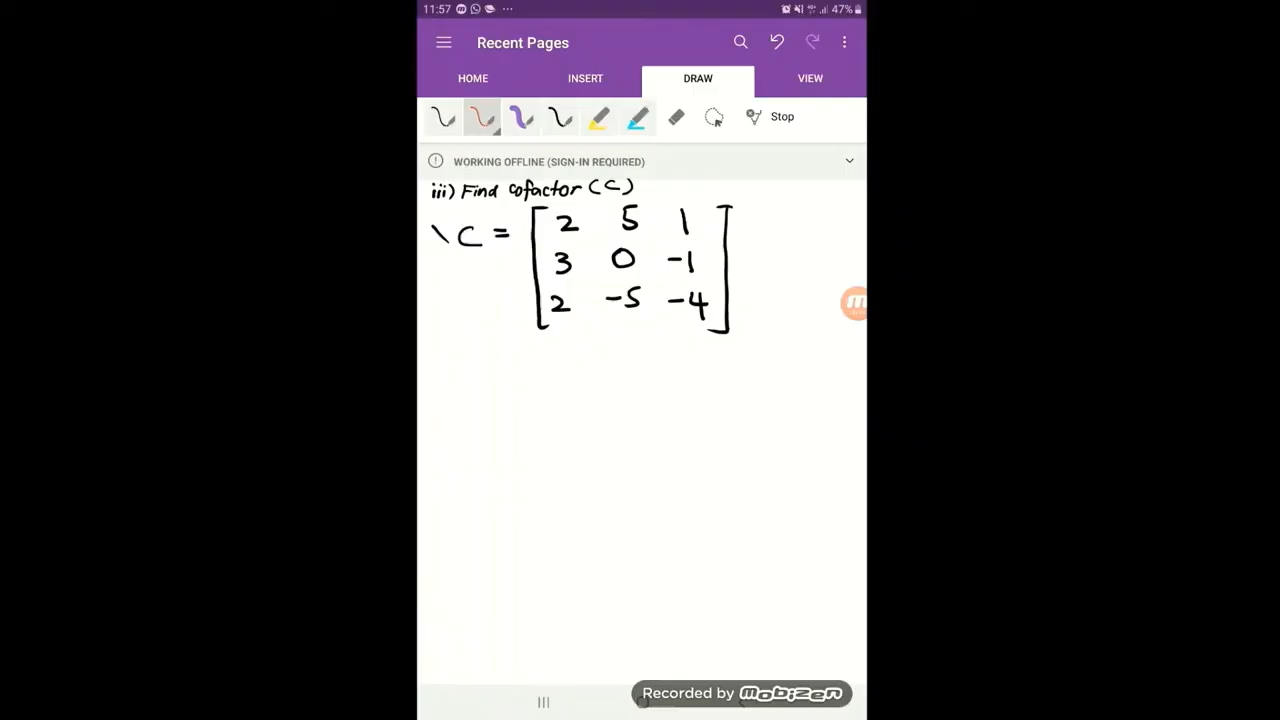 11:57 ... 47%
Recent Pages
HOME INSERT DRAW VIEW
Stop
WORKING OFFLINE (SIGN-IN REQUIRED)
iii) Find cofactor (C)
\ C = [ 2 5 1
3 0 -1
2 -5 -4 ]
Recorded by MOBIZEN